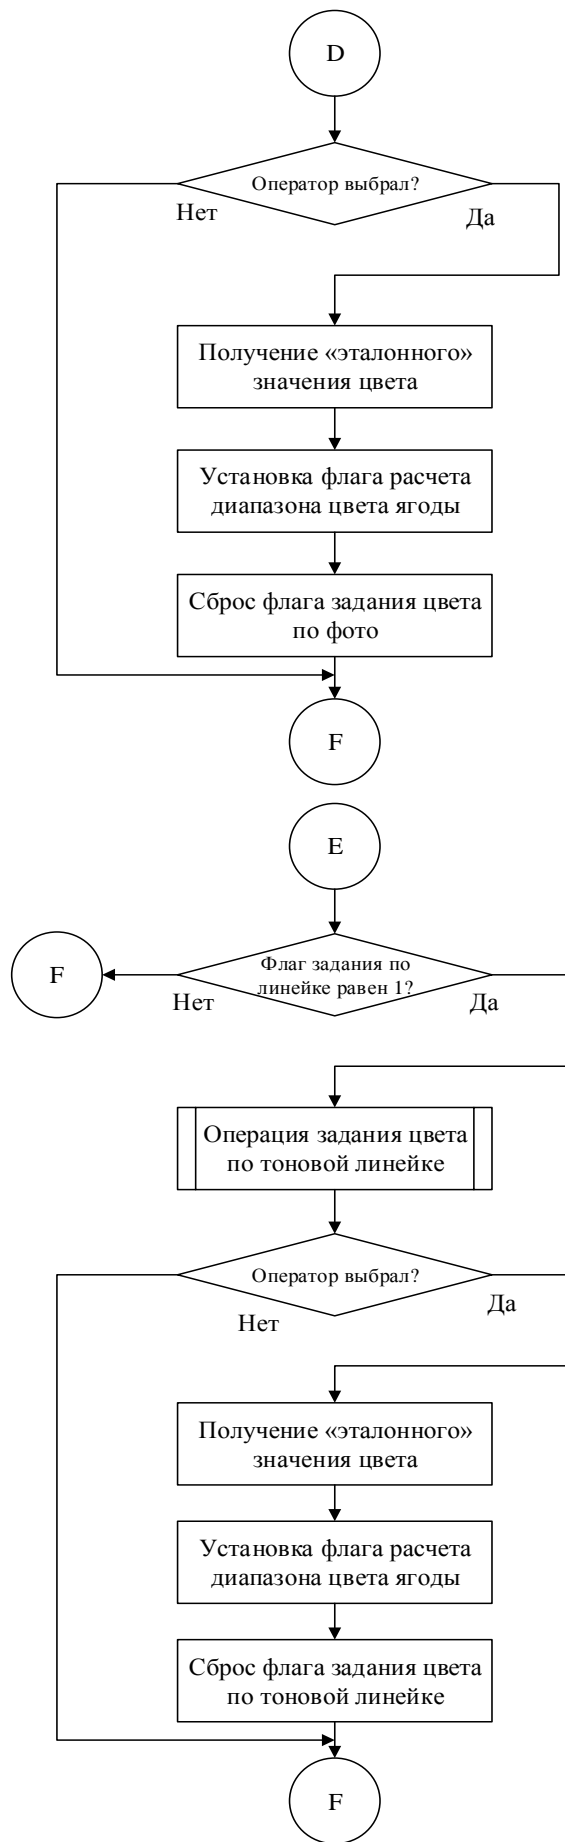 D
Оператор выбрал?
Нет
Да
Получение «эталонного»
значения цвета
Установка флага расчета
диапазона цвета ягоды
Сброс флага задания цвета
по фото
F
E
F
Флаг задания по
линейке равен 1?
Нет
Да
Операция задания цвета
по тоновой линейке
Оператор выбрал?
Нет
Да
Получение «эталонного»
значения цвета
Установка флага расчета
диапазона цвета ягоды
Сброс флага задания цвета
по тоновой линейке
F